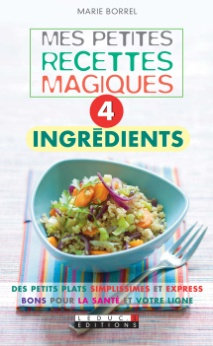 MARIE BORREL
MES PETITES
RECETTES
MAGIQUES
4
INGRÉDIENTS
DES PETITS PLATS SIMPLISSIMES ET EXPRESS
BONS POUR LA SANTÉ ET VOTRE LIGNE
LEDUC.S
EDITIONS